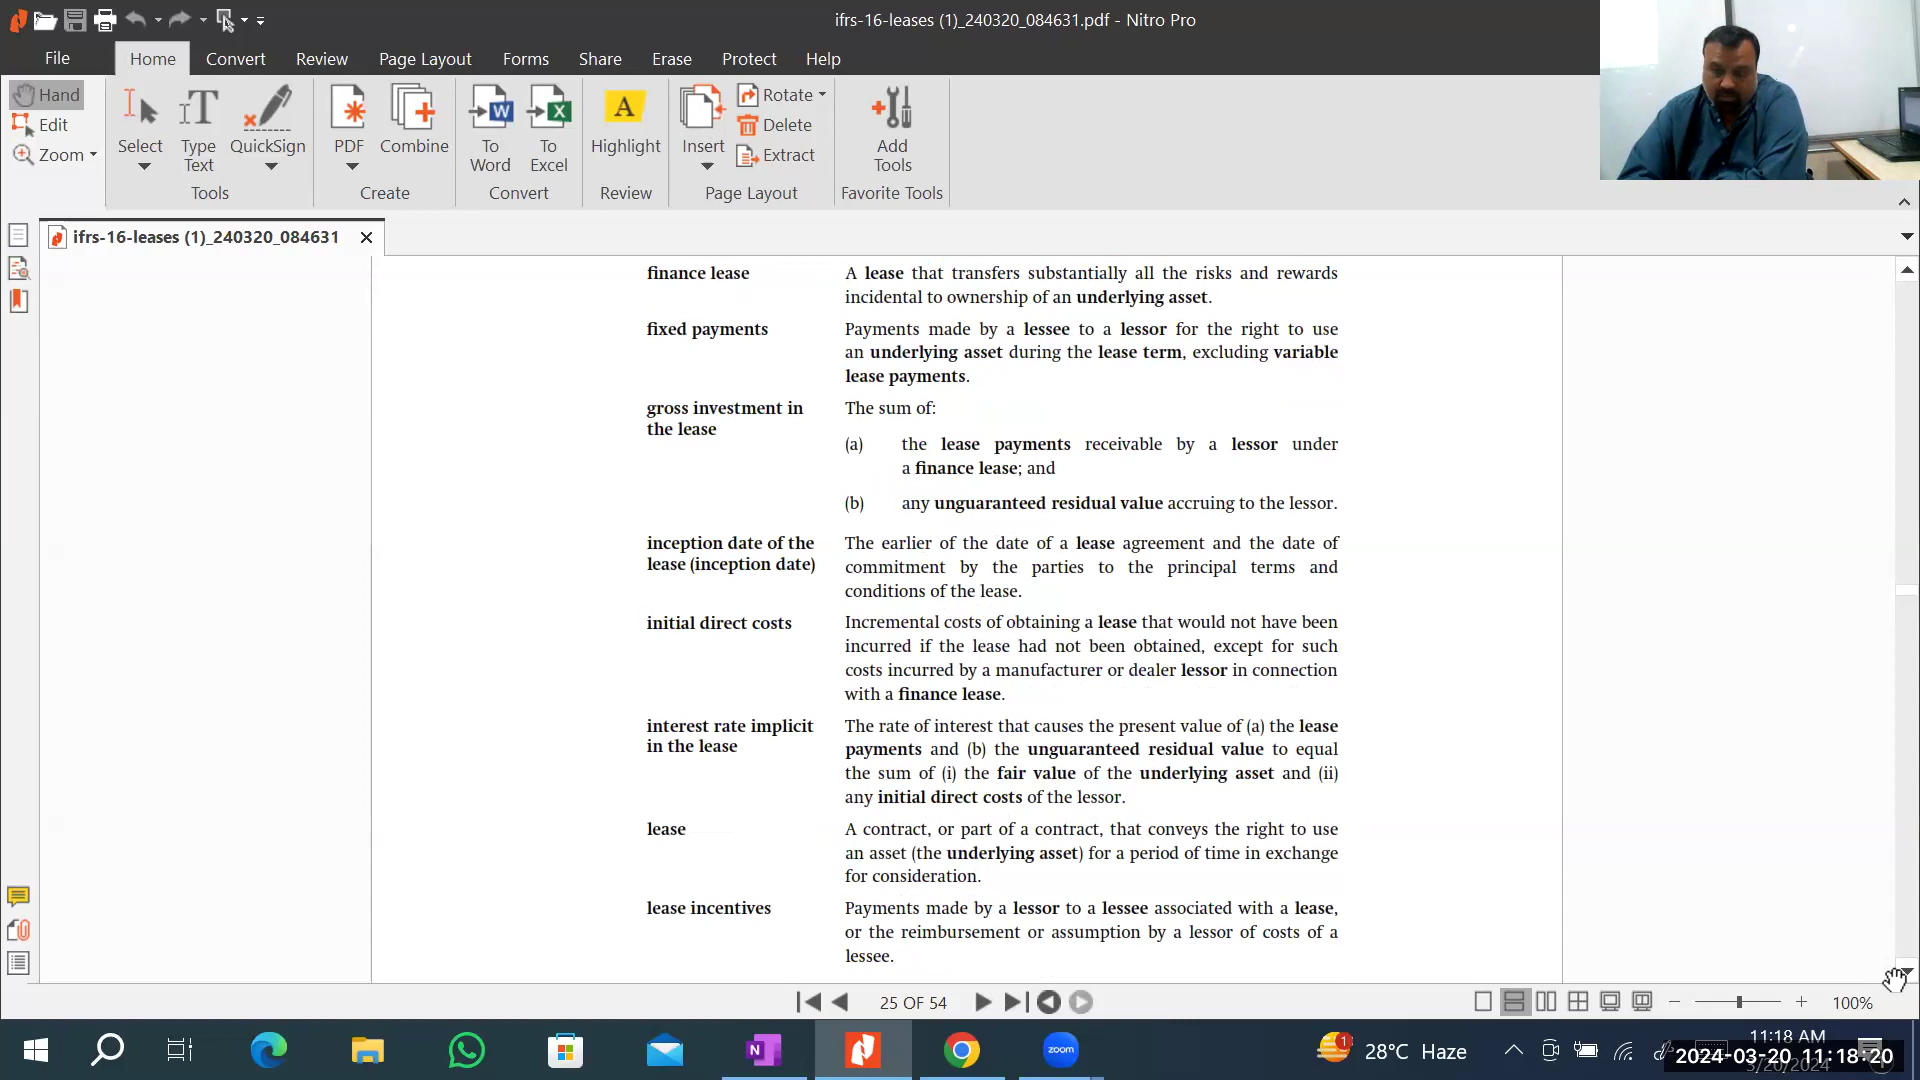 ifrs-16-leases (1)_240320_084631.pdf - Nitro Pro
File
Home
Convert
Review
Page Layout
Forms
Share
Erase
Protect
Help
Hand
Edit
Zoom
Select
Type Text
QuickSign
Tools
PDF
Combine
Create
To Word
To Excel
Convert
A
Highlight
Review
Insert
Rotate
Delete
Extract
Page Layout
Add Tools
Favorite Tools
ifrs-16-leases (1)_240320_084631
finance lease
A lease that transfers substantially all the risks and rewards
incidental to ownership of an underlying asset.
fixed payments
Payments made by a lessee to a lessor for the right to use
an underlying asset during the lease term, excluding variable
lease payments.
gross investment in
the lease
The sum of:
(a) the lease payments receivable by a lessor under
a finance lease; and
(b) any unguaranteed residual value accruing to the lessor.
inception date of the
lease (inception date)
The earlier of the date of a lease agreement and the date of
commitment by the parties to the principal terms and
conditions of the lease.
initial direct costs
Incremental costs of obtaining a lease that would not have been
incurred if the lease had not been obtained, except for such
costs incurred by a manufacturer or dealer lessor in connection
with a finance lease.
interest rate implicit
in the lease
The rate of interest that causes the present value of (a) the lease
payments and (b) the unguaranteed residual value to equal
the sum of (i) the fair value of the underlying asset and (ii)
any initial direct costs of the lessor.
lease
A contract, or part of a contract, that conveys the right to use
an asset (the underlying asset) for a period of time in exchange
for consideration.
lease incentives
Payments made by a lessor to a lessee associated with a lease,
or the reimbursement or assumption by a lessor of costs of a
lessee.
25 OF 54
100%
N
zoom
1
28°C Haze
11:18 AM
3/20/2024
2024-03-20 11:18:20